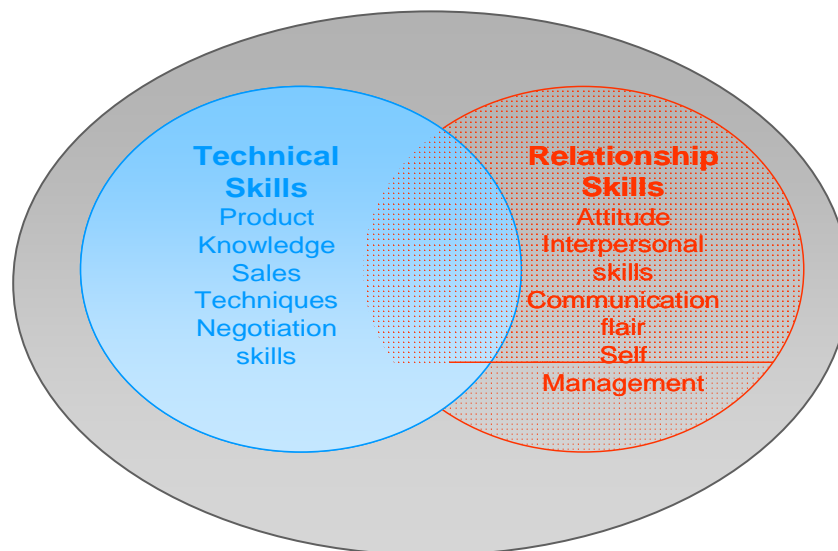 Technical
Skills
Product
Knowledge
Sales
Techniques
Negotiation
skills
Relationship
Skills
Attitude
Interpersonal
skills
Communication
flair
Self
Management